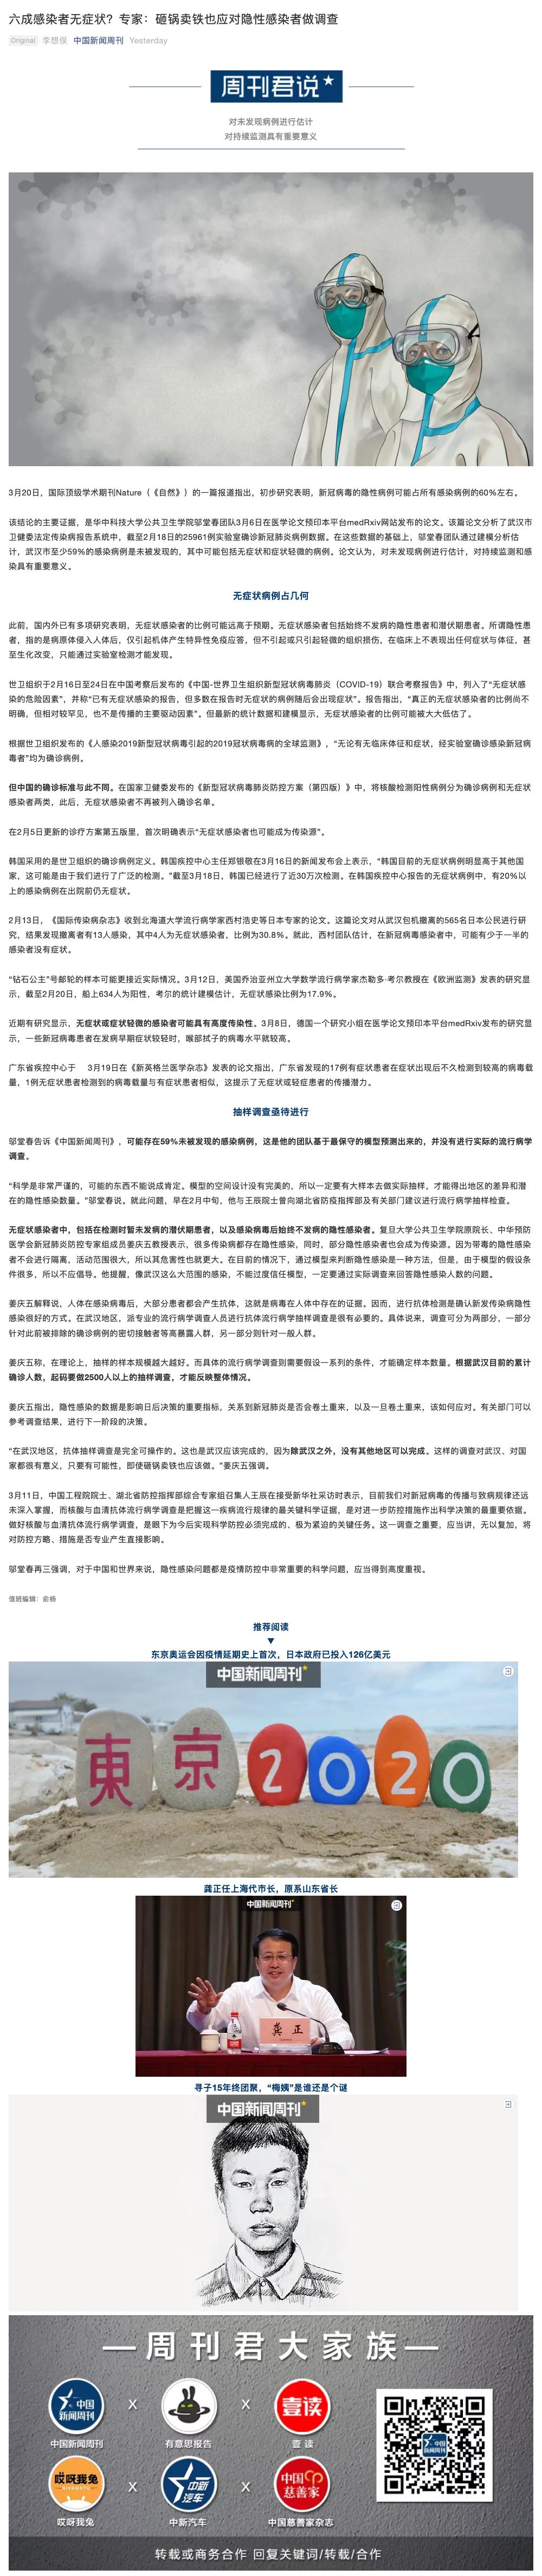 六成感染者无症状？专家：砸锅卖铁也应对隐性感染者做调查
Original 李想俣 中国新闻周刊 Yesterday
周刊君说
对未发现病例进行估计
对持续监测具有重要意义
3月20日，国际顶级学术期刊Nature（《自然》）的一篇报道指出，初步研究表明，新冠病毒的隐性病例可能占所有感染病例的60%左右。
该结论的主要证据，是华中科技大学公共卫生学院邬堂春团队3月6日在医学论文预印本平台medRxiv网站发布的论文。该篇论文分析了武汉市
卫健委法定传染病报告系统中，截至2月18日的25961例实验室确诊新冠肺炎病例数据。在这些数据的基础上，邬堂春团队通过建模分析估
计，武汉市至少59%的感染病例是未被发现的，其中可能包括无症状和症状轻微的病例。论文认为，对未发现病例进行估计，对持续监测和感
染具有重要意义。
无症状病例占几何
此前，国内外已有多项研究表明，无症状感染者的比例可能远高于预期。无症状感染者包括始终不发病的隐性患者和潜伏期患者。所谓隐性患
者，指的是病原体侵入人体后，仅引起机体产生特异性免疫应答，但不引起或只引起轻微的组织损伤，在临床上不表现出任何症状与体征，甚
至生化改变，只能通过实验室检测才能发现。
世卫组织于2月16日至24日在中国考察后发布的《中国-世界卫生组织新型冠状病毒肺炎（COVID-19）联合考察报告》中，列入了“无症状感
染的危险因素”，并称“已有无症状感染的报告，但多数在报告时无症状的病例随后会出现症状”。报告指出，“真正的无症状感染者的比例尚不
明确，但相对较罕见，也不是传播的主要驱动因素”。但最新的统计数据和建模显示，无症状感染者的比例可能被大大低估了。
根据世卫组织发布的《人感染2019新型冠状病毒引起的2019冠状病毒病的全球监测》，“无论有无临床体征和症状，经实验室确诊感染新冠病
毒者”均为确诊病例。
但中国的确诊标准与此不同。在国家卫健委发布的《新型冠状病毒肺炎防控方案（第四版）》中，将核酸检测阳性病例分为确诊病例和无症状
感染者两类，此后，无症状感染者不再被列入确诊名单。
在2月5日更新的诊疗方案第五版里，首次明确表示“无症状感染者也可能成为传染源”。
韩国采用的是世卫组织的确诊病例定义。韩国疾控中心主任郑银敬在3月16日的新闻发布会上表示，“韩国目前的无症状病例明显高于其他国
家，这可能是由于我们进行了广泛的检测。”截至3月18日，韩国已经进行了近30万次检测。在韩国疾控中心报告的无症状病例中，有20%以
上的感染病例在出院前仍无症状。
2月13日，《国际传染病杂志》收到北海道大学流行病学家西村浩史等日本专家的论文。这篇论文对从武汉包机撤离的565名日本公民进行研
究，结果发现撤离者有13人感染，其中4人为无症状感染者，比例为30.8%。就此，西村团队估计，在新冠病毒感染者中，可能有少于一半的
感染者没有症状。
“钻石公主”号邮轮的样本可能更接近实际情况。3月12日，美国乔治亚州立大学数学流行病学家杰勒多·考尔教授在《欧洲监测》发表的研究显
示，截至2月20日，船上634人为阳性，考尔的统计建模估计，无症状感染比例为17.9%。
近期有研究显示，无症状或症状轻微的感染者可能具有高度传染性。3月8日，德国一个研究小组在医学论文预印本平台medRxiv发布的研究显
示，一些新冠病毒患者在发病早期症状较轻时，喉部拭子的病毒水平就较高。
广东省疾控中心于 3月19日在《新英格兰医学杂志》发表的论文指出，广东省发现的17例有症状患者在症状出现后不久检测到较高的病毒载
量，1例无症状患者检测到的病毒载量与有症状患者相似，这提示了无症状或轻症患者的传播潜力。
抽样调查亟待进行
邬堂春告诉《中国新闻周刊》，可能存在59%未被发现的感染病例，这是他的团队基于最保守的模型预测出来的，并没有进行实际的流行病学
调查。
“科学是非常严谨的，可能的东西不能说成肯定。模型的空间设计没有完美的，所以一定要有大样本去做实际抽样，才能得出地区的差异和潜
在的隐性感染数量。”邬堂春说。就此问题，早在2月中旬，他与王辰院士曾向湖北省防疫指挥部及有关部门建议进行流行病学抽样检查。
无症状感染者中，包括在检测时暂未发病的潜伏期患者，以及感染病毒后始终不发病的隐性感染者。复旦大学公共卫生学院原院长、中华预防
医学会新冠肺炎防控专家组成员姜庆五教授表示，很多传染病都存在隐性感染，同时，部分隐性感染者也会成为传染源。因为带毒的隐性感染
者不会进行隔离，活动范围很大，所以其危害性也就更大。在目前的情况下，通过模型来判断隐性感染是一种方法，但是，由于模型的假设条
件很多，所以不应倡导。他提醒，像武汉这么大范围的感染，不能过度信任模型，一定要通过实际调查来回答隐性感染人数的问题。
姜庆五解释说，人体在感染病毒后，大部分患者都会产生抗体，这就是病毒在人体中存在的证据。因而，进行抗体检测是确认新发传染病隐性
感染很好的方式。在武汉地区，派专业的流行病学调查人员进行抗体流行病学抽样调查是很有必要的。具体说来，调查可分为两部分，一部分
针对此前被排除的确诊病例的密切接触者等高暴露人群，另一部分则针对一般人群。
姜庆五称，在理论上，抽样的样本规模越大越好。而具体的流行病学调查则需要假设一系列的条件，才能确定样本数量。根据武汉目前的累计
确诊人数，起码要做2500人以上的抽样调查，才能反映整体情况。
姜庆五指出，隐性感染的数据是影响日后决策的重要指标，关系到新冠肺炎是否会卷土重来，以及一旦卷土重来，该如何应对。有关部门可以
参考调查结果，进行下一阶段的决策。
“在武汉地区，抗体抽样调查是完全可操作的。这也是武汉应该完成的，因为除武汉之外，没有其他地区可以完成。这样的调查对武汉、对国
家都很有意义，只要有可能性，即使砸锅卖铁也应该做。”姜庆五强调。
3月11日，中国工程院院士、湖北省防控指挥部综合专家组召集人王辰在接受新华社采访时表示，目前我们对新冠病毒的传播与致病规律还远
未深入掌握，而核酸与血清抗体流行病学调查是把握这一疾病流行规律的最关键科学证据，是对进一步防控措施作出科学决策的最重要依据。
做好核酸与血清抗体流行病学调查，是眼下为今后实现科学防控必须完成的、极为紧迫的关键任务。这一调查之重要，应当讲，无以复加，将
对防控方略、措施是否专业产生直接影响。
邬堂春再三强调，对于中国和世界来说，隐性感染问题都是疫情防控中非常重要的科学问题，应当得到高度重视。
值班编辑：俞杨
推荐阅读
▼
东京奥运会因疫情延期史上首次，日本政府已投入126亿美元
中国新闻周刊
東京2020
龚正任上海代市长，原系山东省长
中国新闻周刊
龚 正
寻子15年终团聚，“梅姨”是谁还是个谜
中国新闻周刊
—周刊君大家族—
中国新闻周刊 X X 壹读
中国新闻周刊 有意思报告 壹读
哎呀我兔 X 中新汽车 X 中国慈善家
哎呀我兔 中新汽车 中国慈善家杂志
中国新闻周刊
转载或商务合作 回复关键词/转载/合作